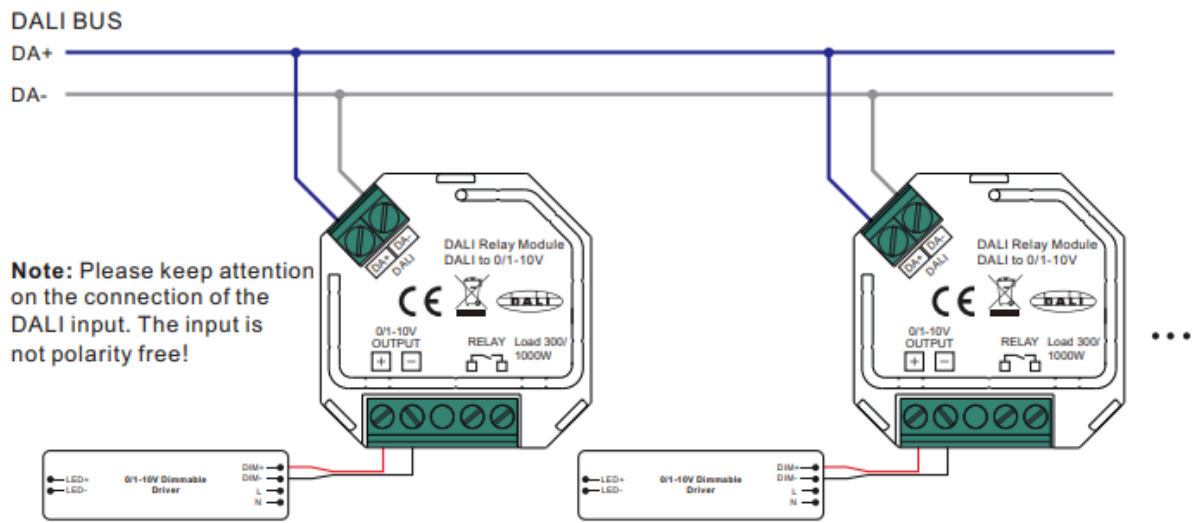 DALI BUS
DA+
DA-
Note: Please keep attention
on the connection of the
DALI input. The input is
not polarity free!
DA+ DA-
DALI
DALI Relay Module
DALI to 0/1-10V
CE
DALI
0/1-10V
OUTPUT
+ −
RELAY
Load 300/
1000W
DA+ DA-
DALI
DALI Relay Module
DALI to 0/1-10V
CE
DALI
0/1-10V
OUTPUT
+ −
RELAY
Load 300/
1000W
...
LED+
LED-
0/1-10V Dimmable
Driver
DIM+
DIM-
L
N
LED+
LED-
0/1-10V Dimmable
Driver
DIM+
DIM-
L
N